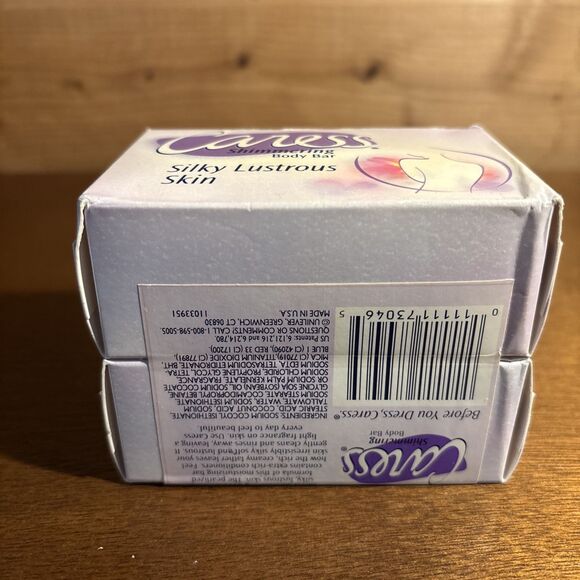 Caress®
Shimmering
Body Bar
Silky Lustrous
Skin
Caress®
Shimmering
Body Bar
Before You Dress, Caress.®
0 11111 73046 5
silky, lustrous skin. The pearlized
formula of this moisturizing bar
contains extra-rich conditioners. Feel
how the rich, creamy lather leaves your
skin irresistibly silky soft and lustrous. It
gently cleans and rinses away, leaving a
light fragrance on skin. Use Caress
every day to feel beautiful.
INGREDIENTS: SODIUM COCOYL ISETHIONATE,
STEARIC ACID, COCONUT ACID, SODIUM
TALLOWATE, WATER, SODIUM ISETHIONATE,
SODIUM STEARATE, COCAMIDOPROPYL BETAINE,
GLYCINE SOJA (SOYBEAN) OIL, SODIUM COCOATE
OR SODIUM PALM KERNELATE, FRAGRANCE,
SODIUM CHLORIDE, PROPYLENE GLYCOL, TETRA-
SODIUM EDTA, TETRASODIUM ETIDRONATE, BHT,
MICA (CI 77019), TITANIUM DIOXIDE (CI 77891),
BLUE 1 (CI 42090), RED 33 (CI 17200)
US Patents: 6,121,216 and 6,214,780
QUESTIONS OR COMMENTS? CALL 1-800-598-5005
©UNILEVER, GREENWICH, CT 06830
MADE IN U.S.A. 11033951